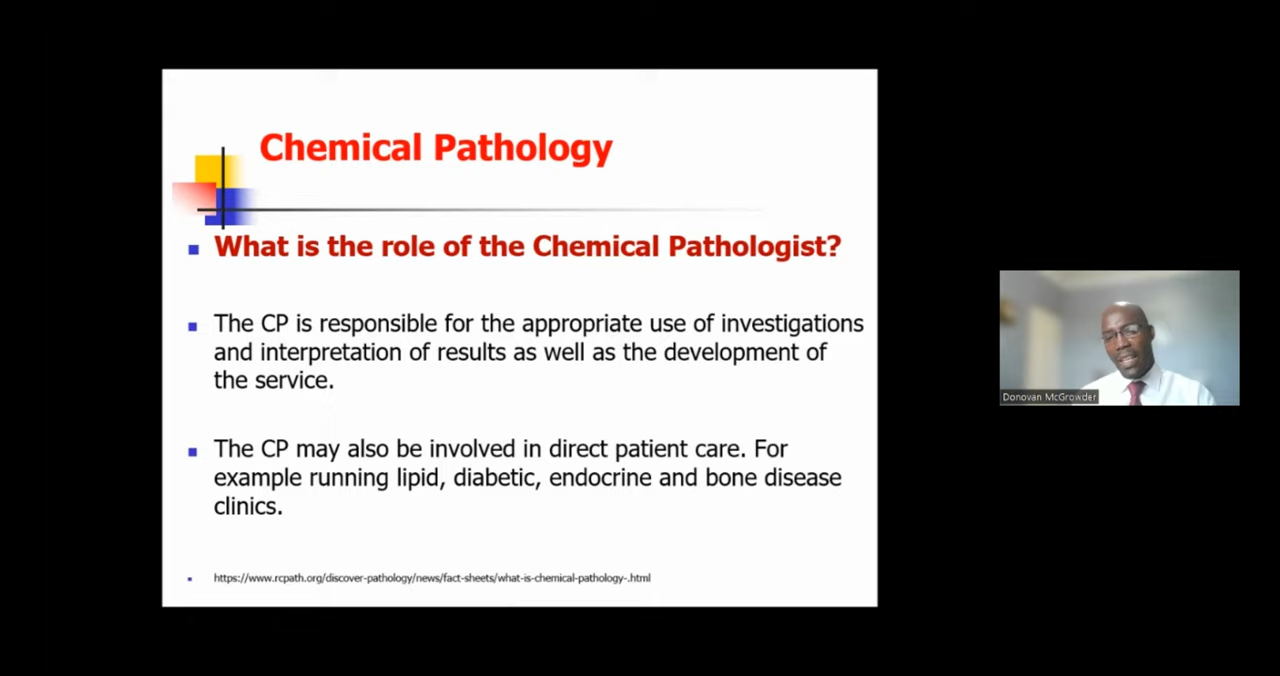 Chemical Pathology
What is the role of the Chemical Pathologist?
The CP is responsible for the appropriate use of investigations
and interpretation of results as well as the development of
the service.
The CP may also be involved in direct patient care. For
example running lipid, diabetic, endocrine and bone disease
clinics.
https://www.rcpath.org/discover-pathology/news/fact-sheets/what-is-chemical-pathology-.html
Donovan McGrowder